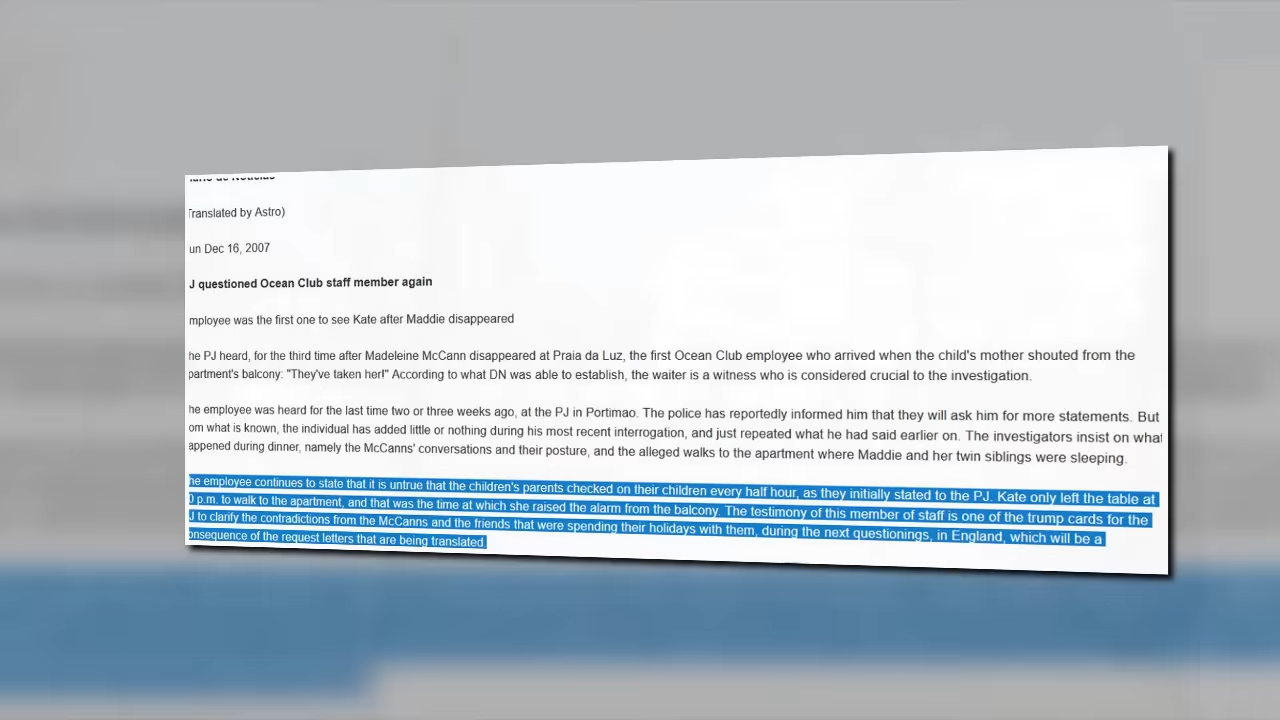 (Translated by Astro)
un Dec 16, 2007
J questioned Ocean Club staff member again
mployee was the first one to see Kate after Maddie disappeared
he PJ heard, for the third time after Madeleine McCann disappeared at Praia da Luz, the first Ocean Club employee who arrived when the child's mother shouted from the
partment's balcony: "They've taken her!" According to what DN was able to establish, the waiter is a witness who is considered crucial to the investigation.
he employee was heard for the last time two or three weeks ago, at the PJ in Portimao. The police has reportedly informed him that they will ask him for more statements. But
om what is known, the individual has added little or nothing during his most recent interrogation, and just repeated what he had said earlier on. The investigators insist on what
appened during dinner, namely the McCanns' conversations and their posture, and the alleged walks to the apartment where Maddie and her twin siblings were sleeping.
he employee continues to state that it is untrue that the children's parents checked on their children every half hour, as they initially stated to the PJ. Kate only left the table at
0 p.m. to walk to the apartment, and that was the time at which she raised the alarm from the balcony. The testimony of this member of staff is one of the trump cards for the
J to clarify the contradictions from the McCanns and the friends that were spending their holidays with them, during the next questionings, in England, which will be a
onsequence of the request letters that are being translated